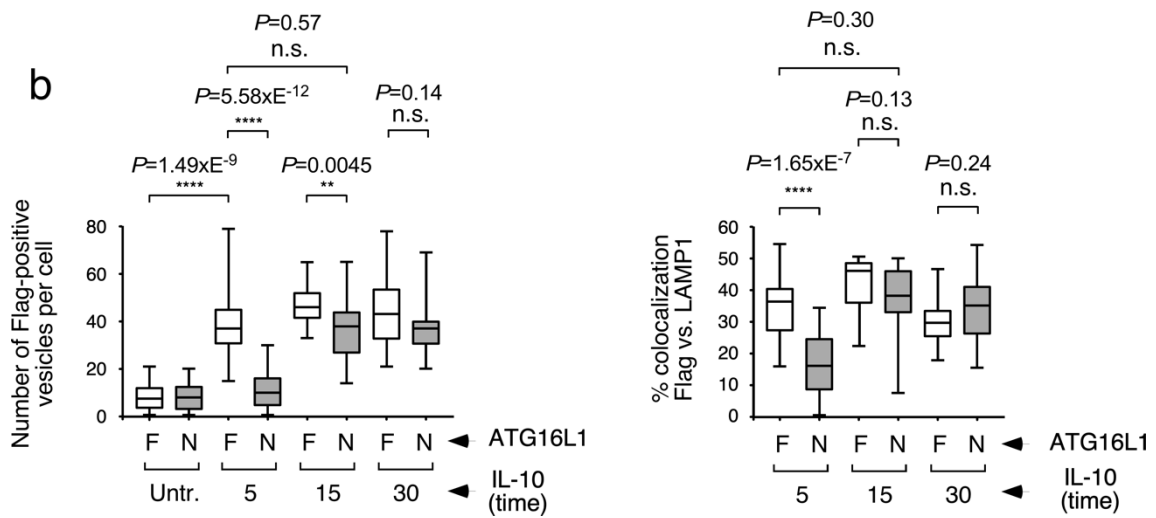 b
P=0.57
n.s.
P=5.58xE-12
****
P=0.14
n.s.
P=1.49xE-9
****
P=0.0045
**
Number of Flag-positive
vesicles per cell
80
60
40
20
0
F N F N F N F N
ATG16L1
Untr. 5 15 30
IL-10
(time)
P=0.30
n.s.
P=0.13
n.s.
P=1.65xE-7
****
P=0.24
n.s.
% colocalization
Flag vs. LAMP1
60
50
40
30
20
10
0
F N F N F N
ATG16L1
5 15 30
IL-10
(time)